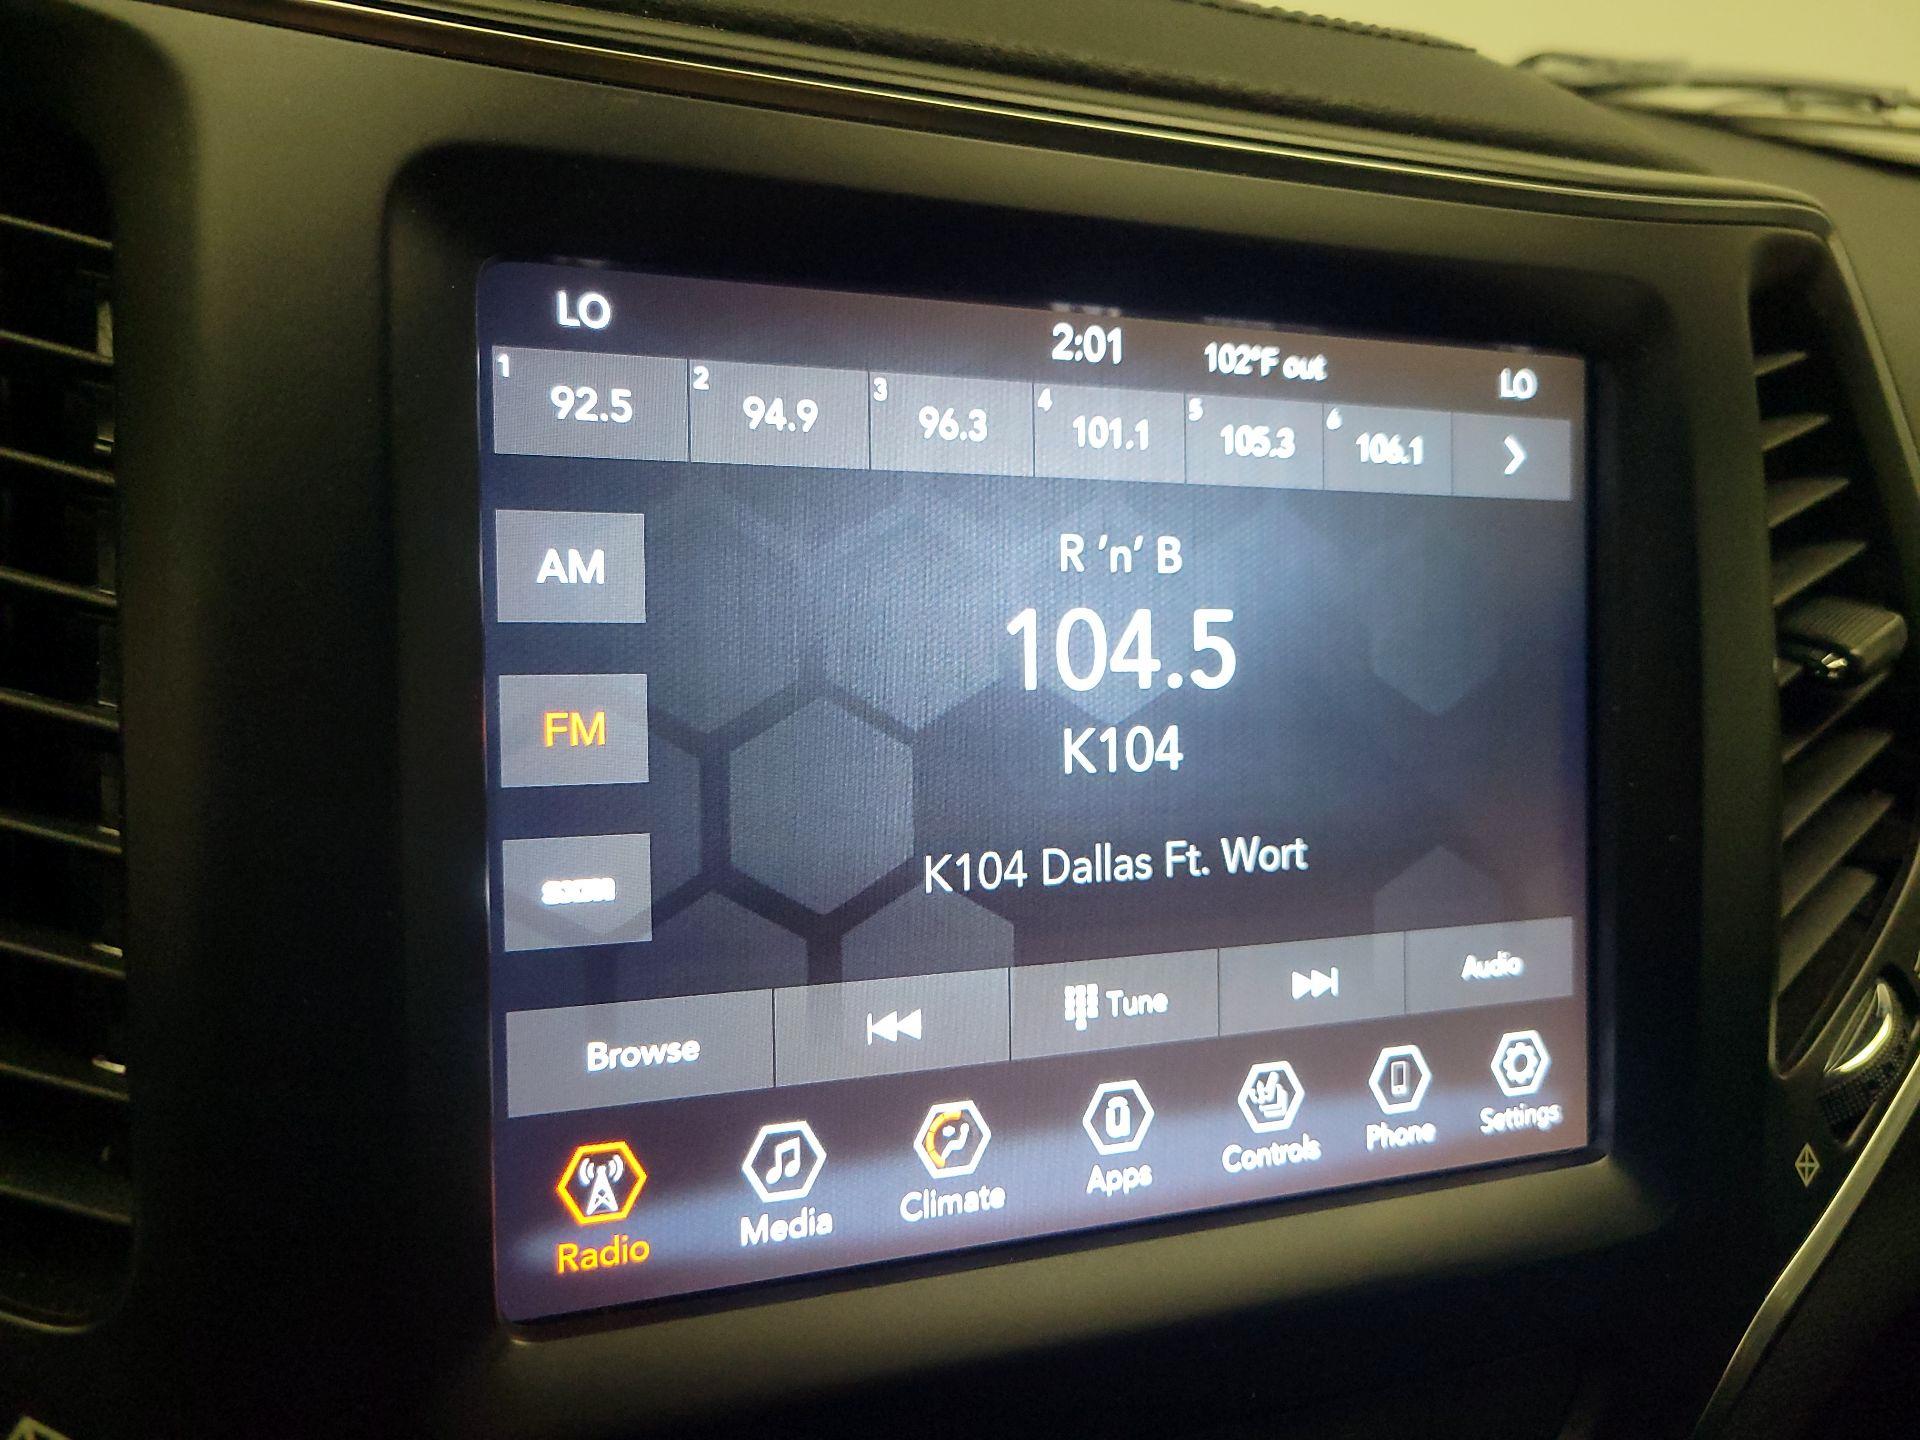 LO 2:01 102°F out LO
1 92.5 2 94.9 3 96.3 4 101.1 5 105.3 6 106.1
AM
R 'n' B
104.5
FM
K104
K104 Dallas Ft. Wort
Browse Tune Audio
Radio Media Climate Apps Controls Phone Settings